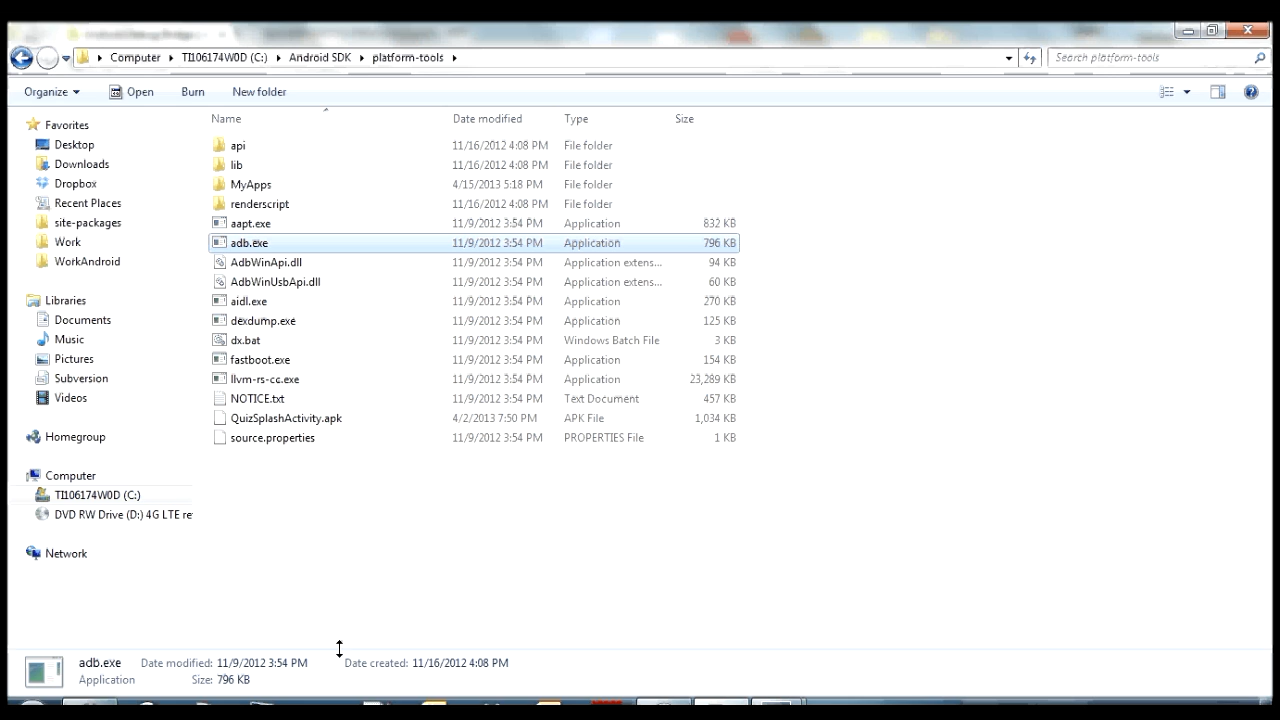 Computer TI106174W0D (C:) Android SDK platform-tools Search platform-tools
Organize Open Burn New folder
Name Date modified Type Size
Favorites
Desktop
Downloads
Dropbox
Recent Places
site-packages
Work
WorkAndroid
Libraries
Documents
Music
Pictures
Subversion
Videos
Homegroup
Computer
TI106174W0D (C:)
DVD RW Drive (D:) 4G LTE re
Network
api 11/16/2012 4:08 PM File folder
lib 11/16/2012 4:08 PM File folder
MyApps 4/15/2013 5:18 PM File folder
renderscript 11/16/2012 4:08 PM File folder
aapt.exe 11/9/2012 3:54 PM Application 832 KB
adb.exe 11/9/2012 3:54 PM Application 796 KB
AdbWinApi.dll 11/9/2012 3:54 PM Application extens... 94 KB
AdbWinUsbApi.dll 11/9/2012 3:54 PM Application extens... 60 KB
aidl.exe 11/9/2012 3:54 PM Application 270 KB
dexdump.exe 11/9/2012 3:54 PM Application 125 KB
dx.bat 11/9/2012 3:54 PM Windows Batch File 3 KB
fastboot.exe 11/9/2012 3:54 PM Application 154 KB
llvm-rs-cc.exe 11/9/2012 3:54 PM Application 23,289 KB
NOTICE.txt 11/9/2012 3:54 PM Text Document 457 KB
QuizSplashActivity.apk 4/2/2013 7:50 PM APK File 1,034 KB
source.properties 11/9/2012 3:54 PM PROPERTIES File 1 KB
adb.exe Date modified: 11/9/2012 3:54 PM Date created: 11/16/2012 4:08 PM
Application Size: 796 KB